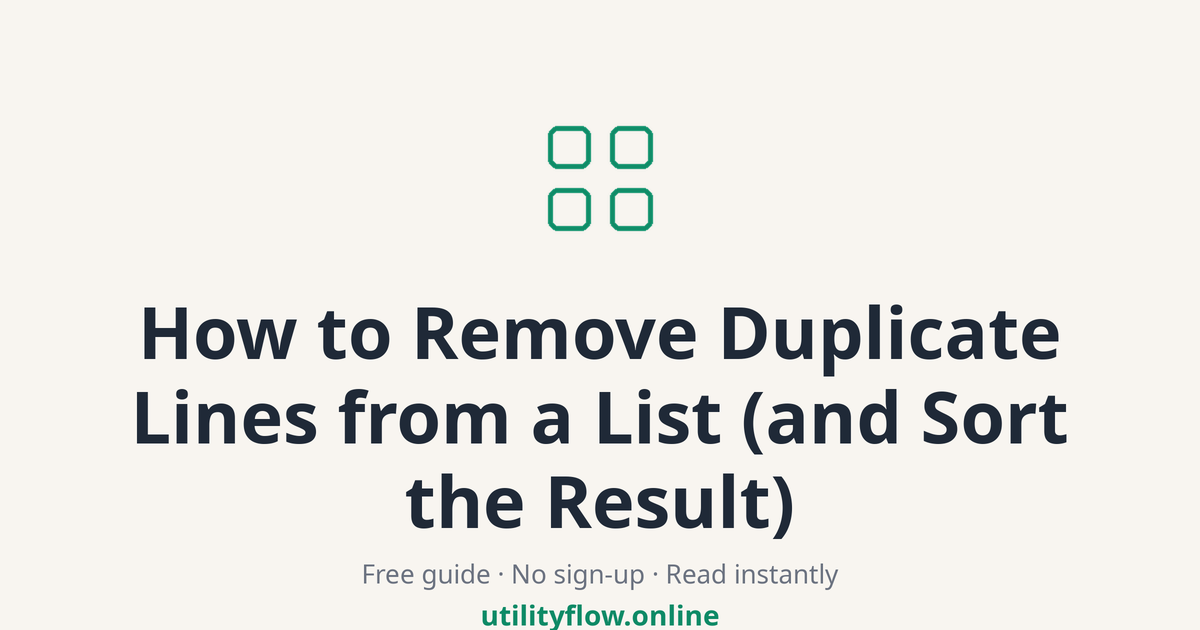 How to Remove Duplicate
Lines from a List (and Sort
the Result)
Free guide · No sign-up · Read instantly
utilityflow.online